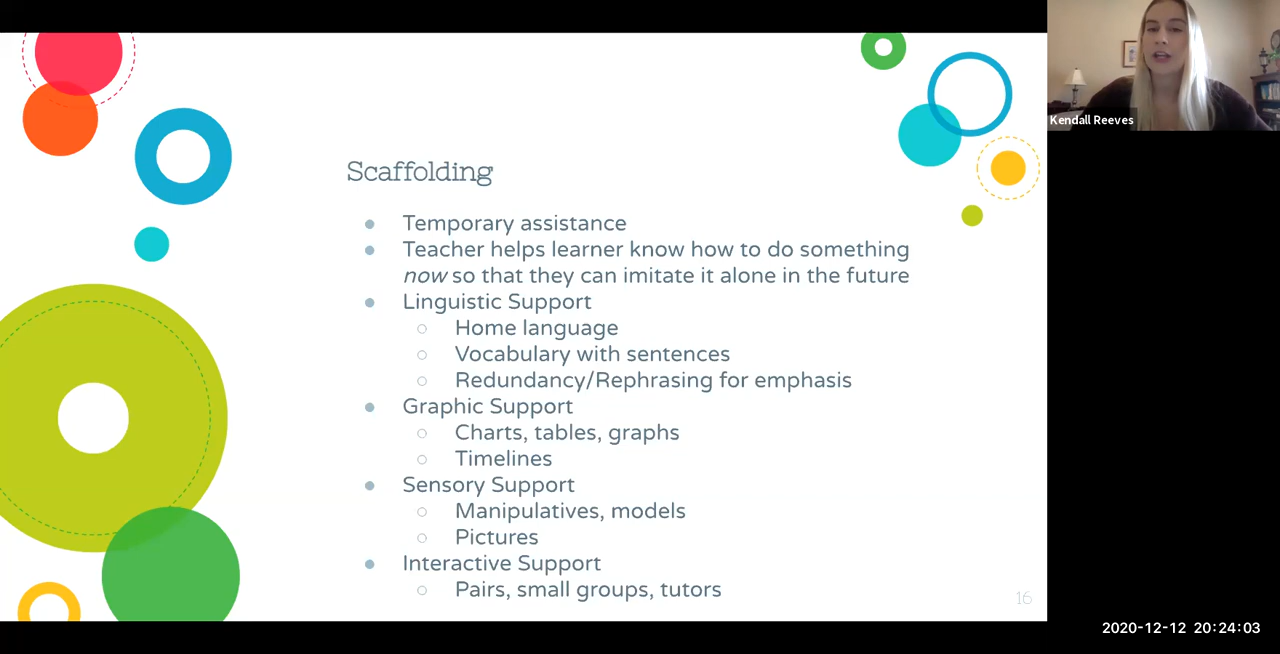 Kendall Reeves
Scaffolding
● Temporary assistance
● Teacher helps learner know how to do something
now so that they can imitate it alone in the future
● Linguistic Support
○ Home language
○ Vocabulary with sentences
○ Redundancy/Rephrasing for emphasis
● Graphic Support
○ Charts, tables, graphs
○ Timelines
● Sensory Support
○ Manipulatives, models
○ Pictures
● Interactive Support
○ Pairs, small groups, tutors
16
2020-12-12 20:24:03